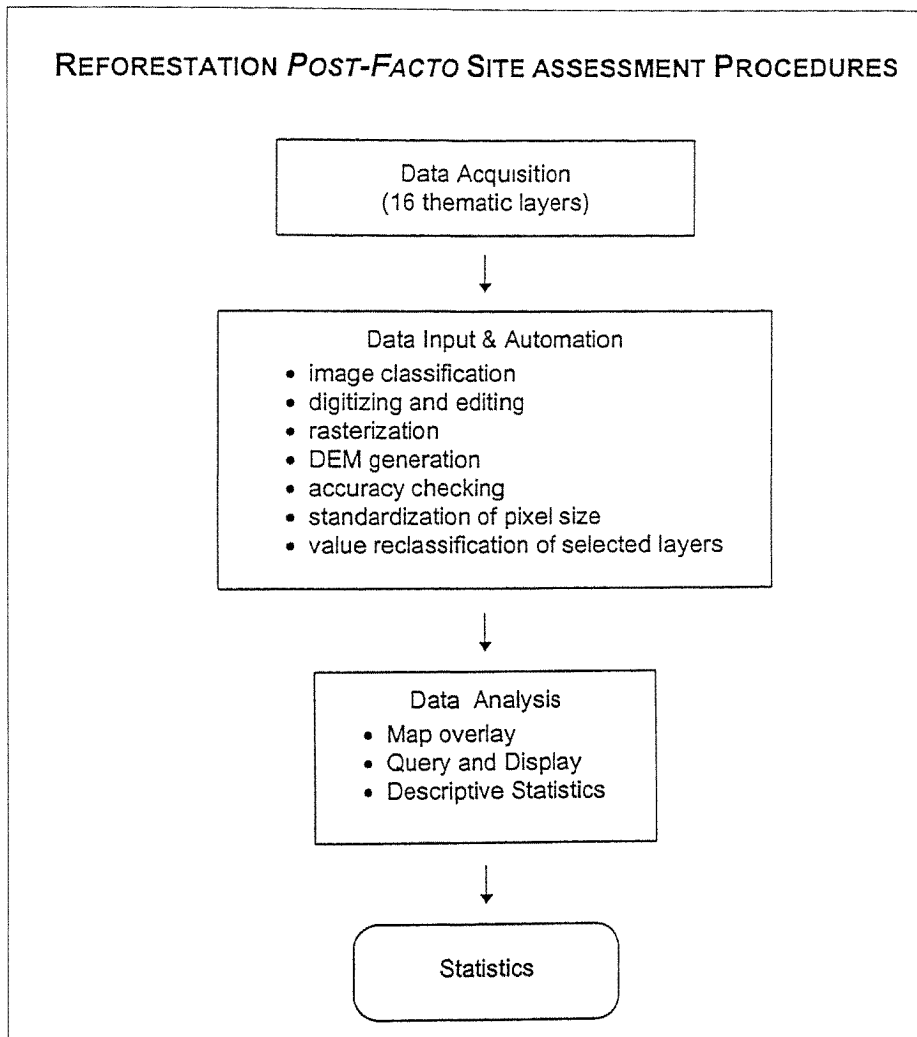 REFORESTATION POST-FACTO SITE ASSESSMENT PROCEDURES
Data Acquisition
(16 thematic layers)
Data Input & Automation
• image classification
• digitizing and editing
• rasterization
• DEM generation
• accuracy checking
• standardization of pixel size
• value reclassification of selected layers
Data Analysis
• Map overlay
• Query and Display
• Descriptive Statistics
Statistics